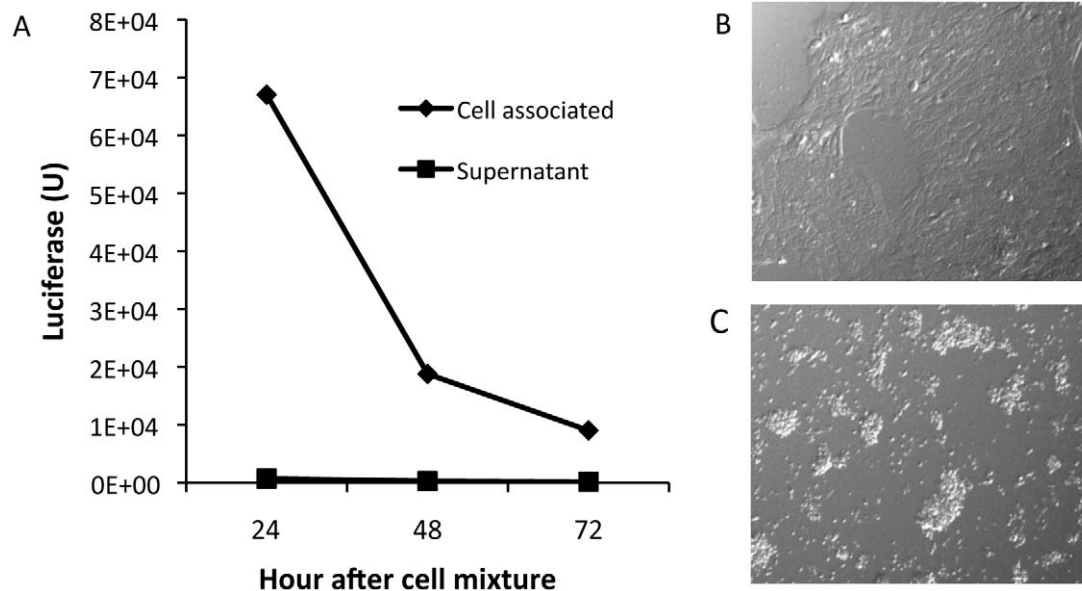 A
8E+04
7E+04
6E+04
5E+04
4E+04
3E+04
2E+04
1E+04
0E+00
Luciferase (U)
Cell associated
Supernatant
24 48 72
Hour after cell mixture
B
C